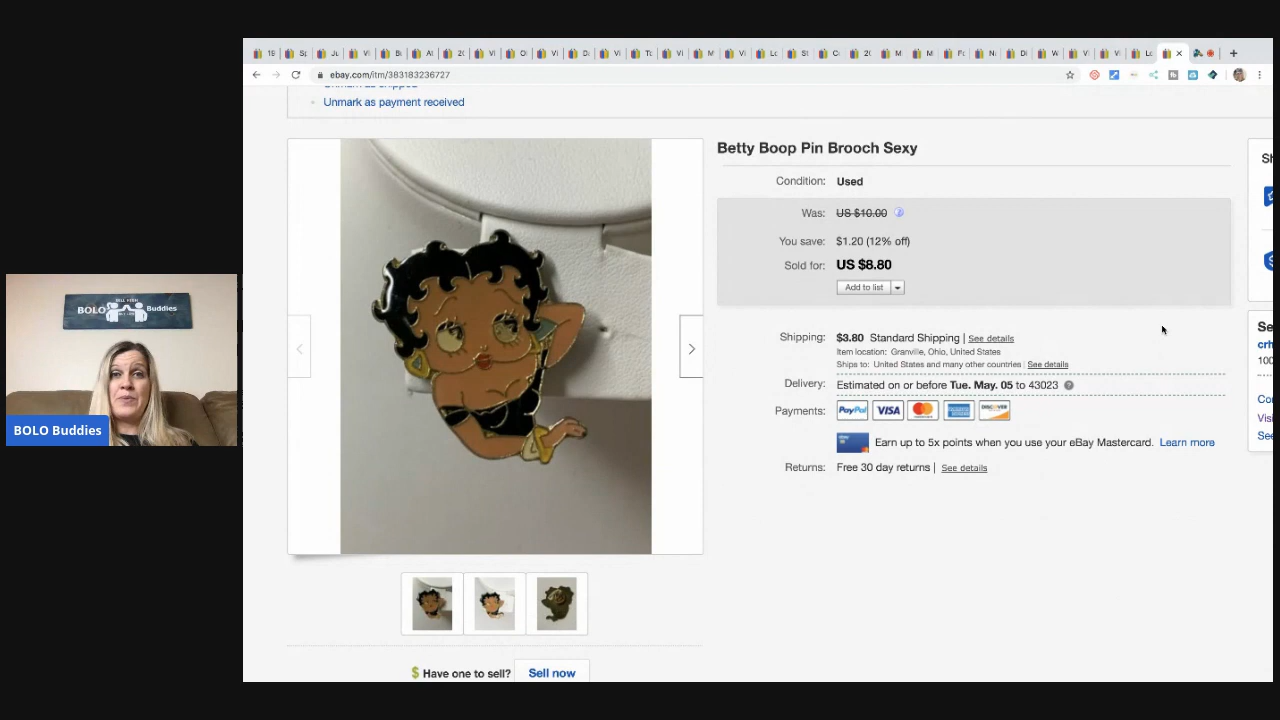 ebay.com/itm/383183236727
Unmark as payment received
Betty Boop Pin Brooch Sexy
Condition: Used
Was: US $10.00
You save: $1.20 (12% off)
Sold for: US $8.80
Add to list
Shipping: $3.80 Standard Shipping | See details
Item location: Granville, Ohio, United States
Ships to: United States and many other countries | See details
Delivery: Estimated on or before Tue. May. 05 to 43023
Payments: PayPal VISA MasterCard DISCOVER
Earn up to 5x points when you use your eBay Mastercard. Learn more
Returns: Free 30 day returns | See details
$ Have one to sell? Sell now
BOLO Buddies
BOLO Buddies